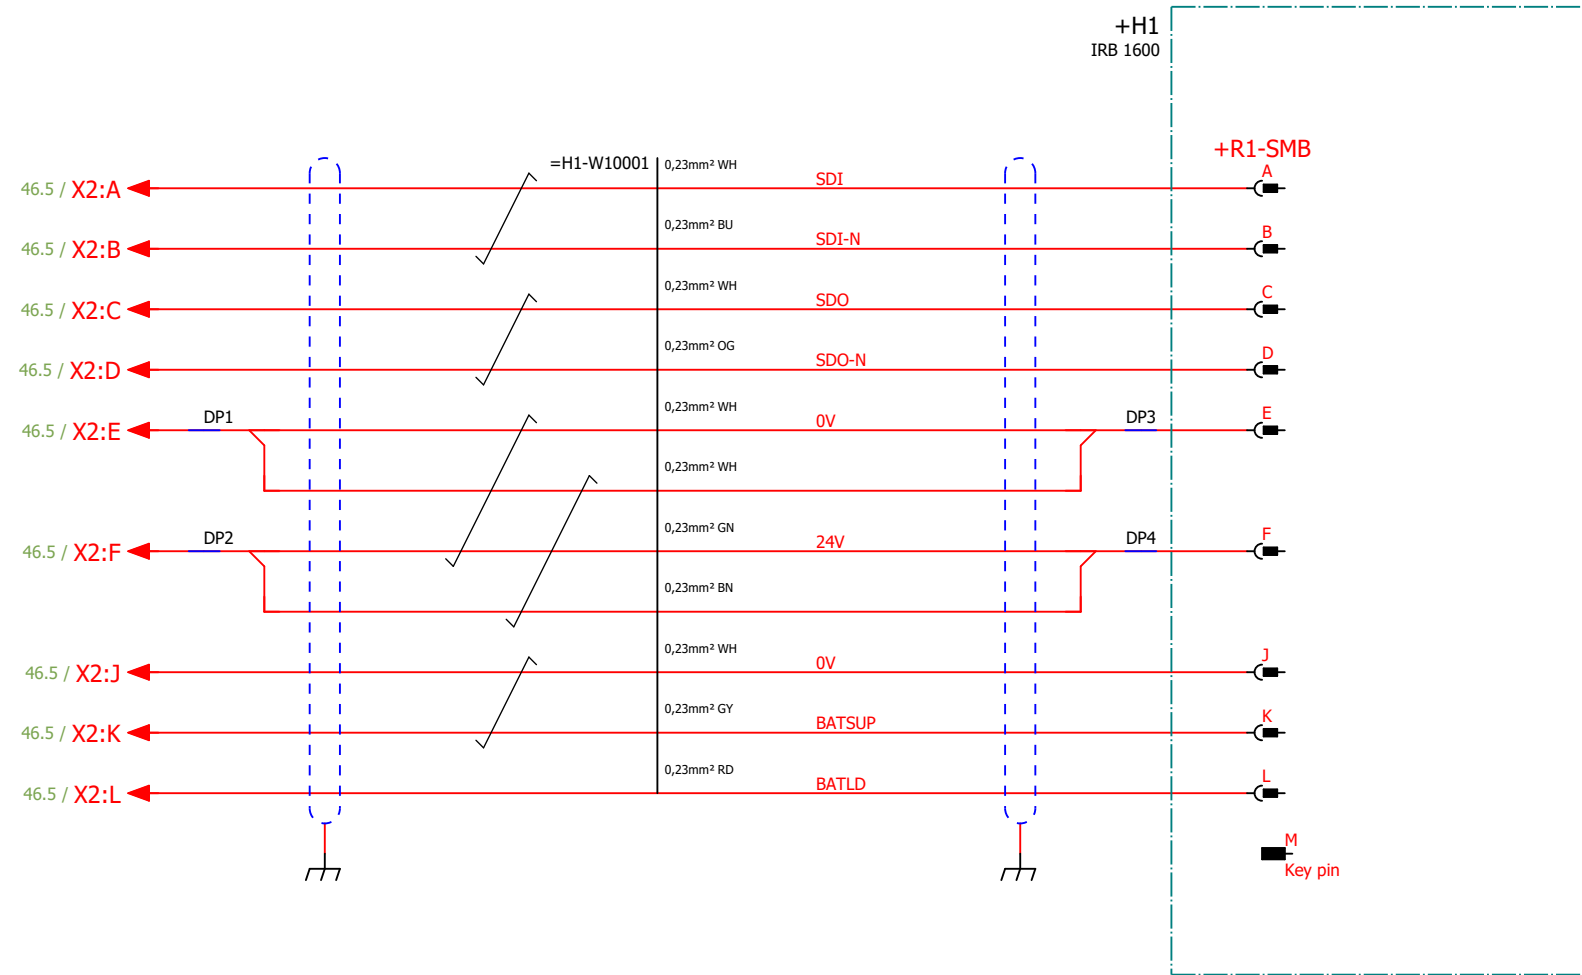 +H1
IRB 1600
+R1-SMB
=H1-W10001
0,23mm² WH
46.5 / X2:A
SDI
A
0,23mm² BU
46.5 / X2:B
SDI-N
B
0,23mm² WH
46.5 / X2:C
SDO
C
0,23mm² OG
46.5 / X2:D
SDO-N
D
0,23mm² WH
46.5 / X2:E
DP1
0V
DP3
E
0,23mm² WH
0,23mm² GN
46.5 / X2:F
DP2
24V
DP4
F
0,23mm² BN
0,23mm² WH
46.5 / X2:J
0V
J
0,23mm² GY
46.5 / X2:K
BATSUP
K
0,23mm² RD
46.5 / X2:L
BATLD
L
M
Key pin